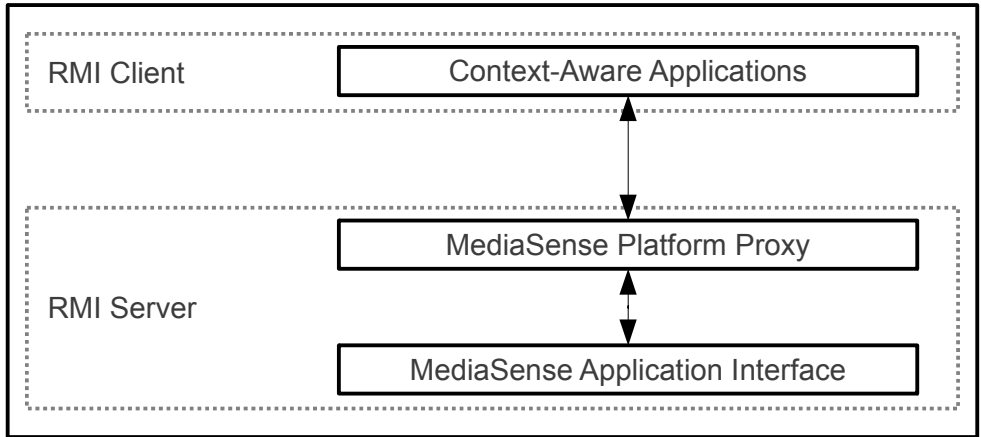 RMI Client
Context-Aware Applications
MediaSense Platform Proxy
RMI Server
MediaSense Application Interface